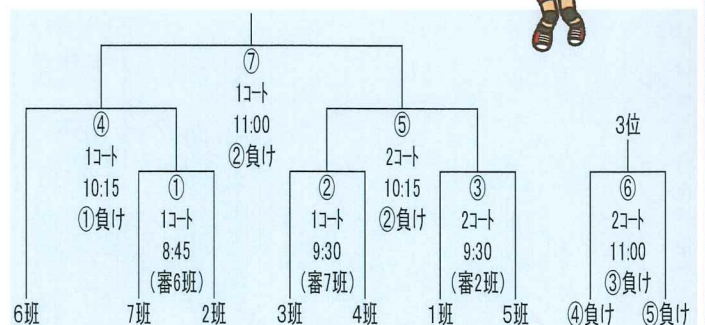 ⑦
1コート
11:00
②負け
④
1コート
10:15
①負け
⑤
2コート
10:15
②負け
3位
①
1コート
8:45
(審6班)
②
1コート
9:30
(審7班)
③
2コート
9:30
(審2班)
⑥
2コート
11:00
③負け
6班 7班 2班 3班 4班 1班 5班 ④負け ⑤負け